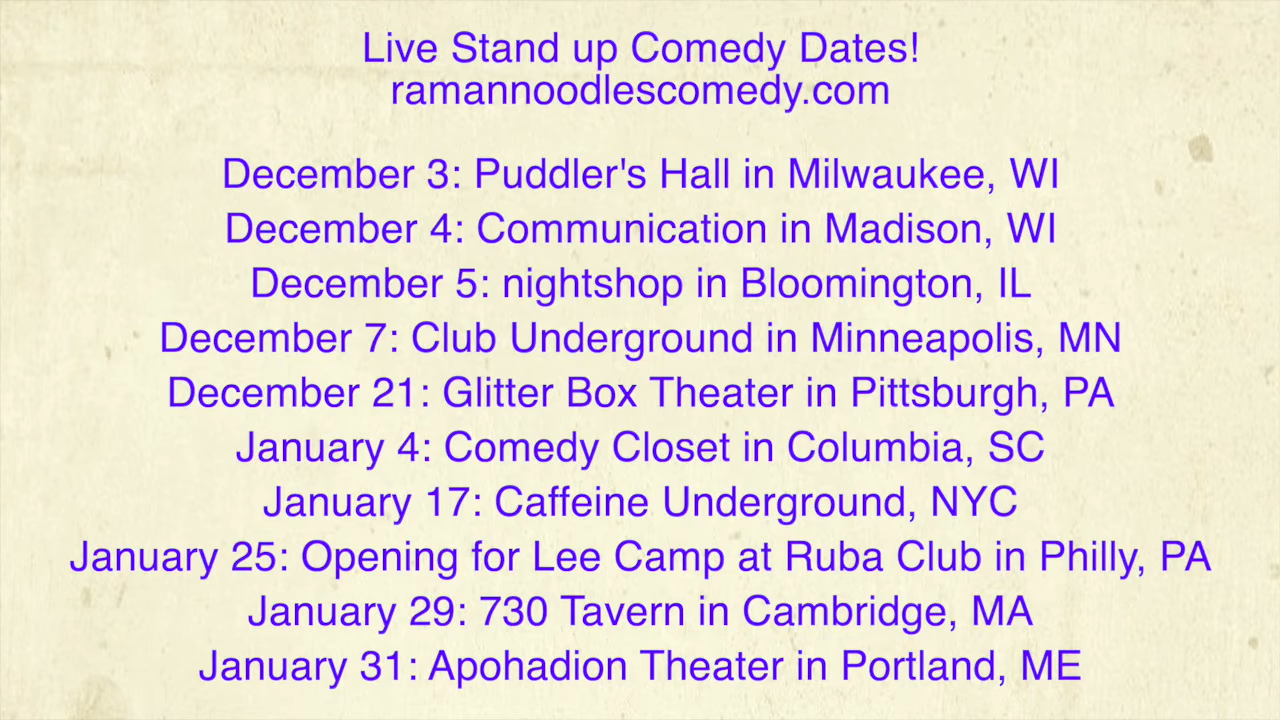 Live Stand up Comedy Dates!
ramannoodlescomedy.com
December 3: Puddler's Hall in Milwaukee, WI
December 4: Communication in Madison, WI
December 5: nightshop in Bloomington, IL
December 7: Club Underground in Minneapolis, MN
December 21: Glitter Box Theater in Pittsburgh, PA
January 4: Comedy Closet in Columbia, SC
January 17: Caffeine Underground, NYC
January 25: Opening for Lee Camp at Ruba Club in Philly, PA
January 29: 730 Tavern in Cambridge, MA
January 31: Apohadion Theater in Portland, ME